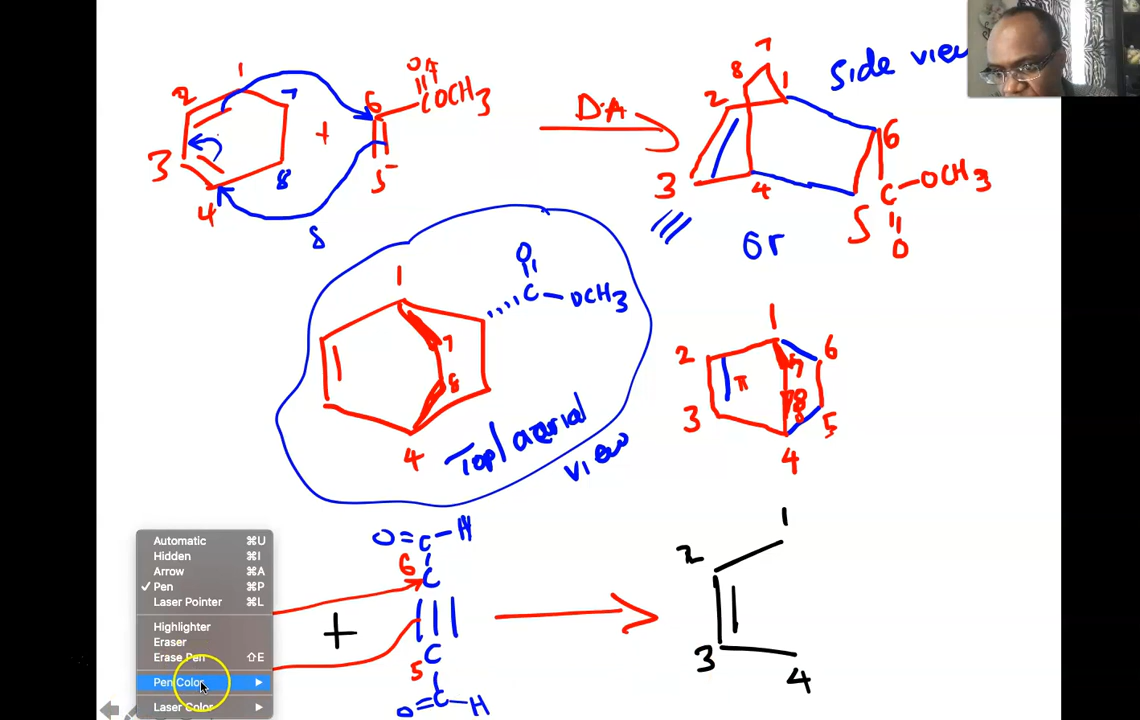 1
2
3
4
7
8
+
6
5
OH
COCH3
8
DA
7
8
1
2
3
4
6
5
C-OCH3
O
Side view
or
1
7
8
4
O
C-OCH3
Top/aerial
view
1
2
3
4
5
6
7
8
π
O=C-H
6
C
C
5
O=C-H
+
1
2
3
4
Automatic ⌘U
Hidden ⌘I
Arrow ⌘A
✓ Pen ⌘P
Laser Pointer ⌘L
Highlighter
Eraser
Erase Pen ⇧E
Pen Color
Laser Color